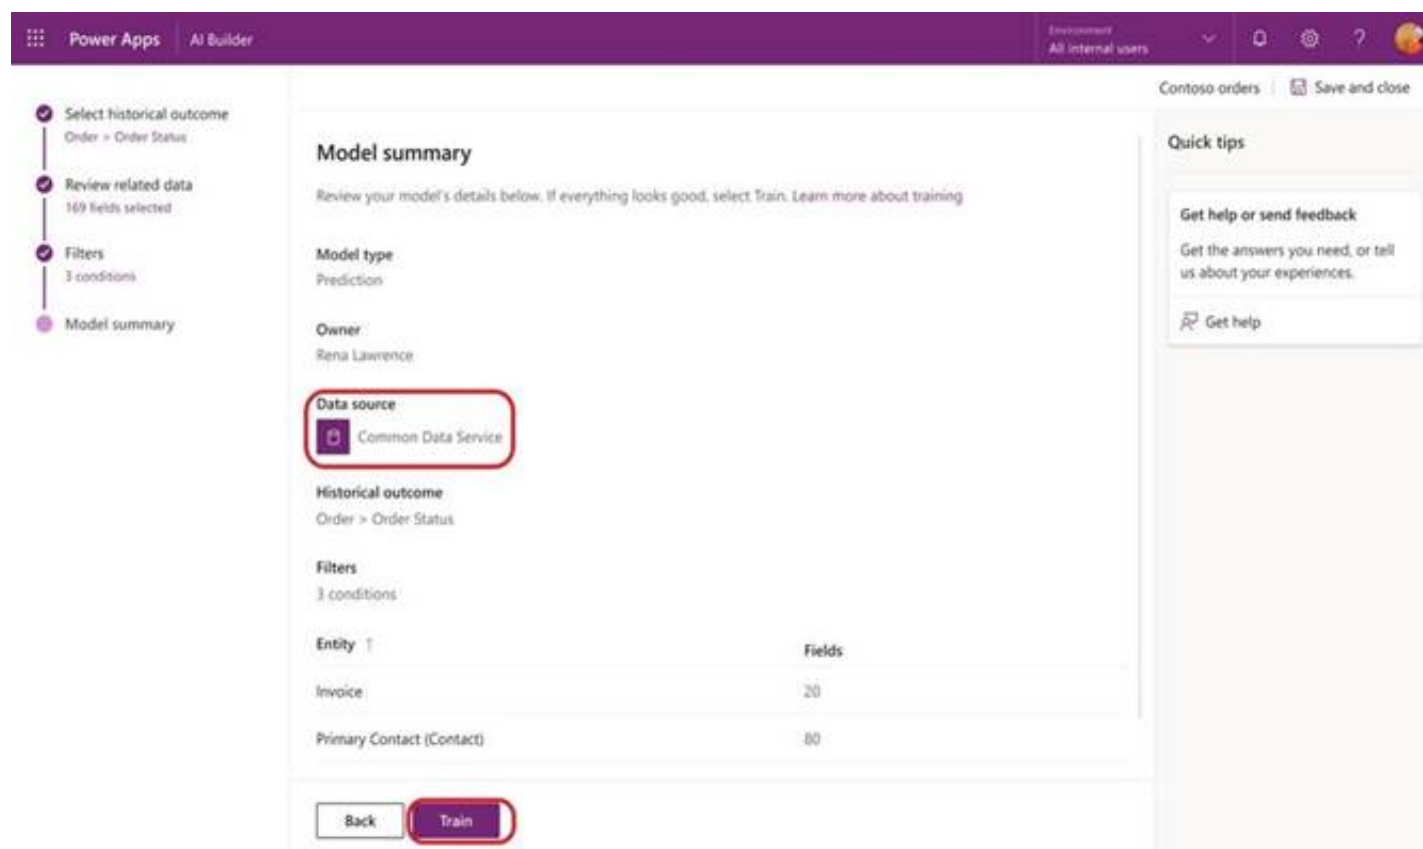 Power Apps
AI Builder
Environment
All internal users
Contoso orders
Save and close
Select historical outcome
Order > Order Status
Review related data
169 fields selected
Filters
3 conditions
Model summary
Model summary
Review your model's details below. If everything looks good, select Train. Learn more about training
Model type
Prediction
Owner
Rena Lawrence
Data source
Common Data Service
Historical outcome
Order > Order Status
Filters
3 conditions
Entity ↑ Fields
Invoice 20
Primary Contact (Contact) 80
Back
Train
Quick tips
Get help or send feedback
Get the answers you need, or tell
us about your experiences.
Get help